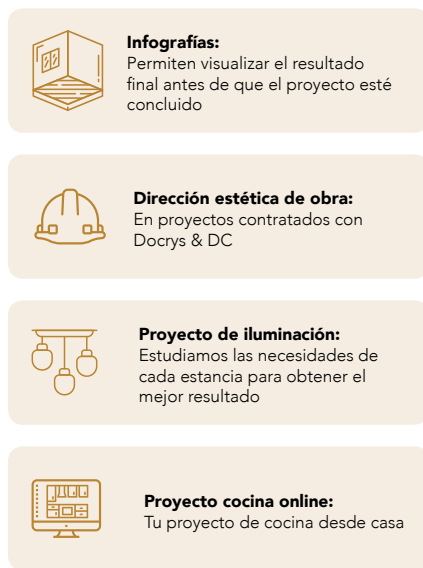 Infografías:
Permiten visualizar el resultado
final antes de que el proyecto esté
concluido
Dirección estética de obra:
En proyectos contratados con
Docrys & DC
Proyecto de iluminación:
Estudiamos las necesidades de
cada estancia para obtener el
mejor resultado
Proyecto cocina online:
Tu proyecto de cocina desde casa